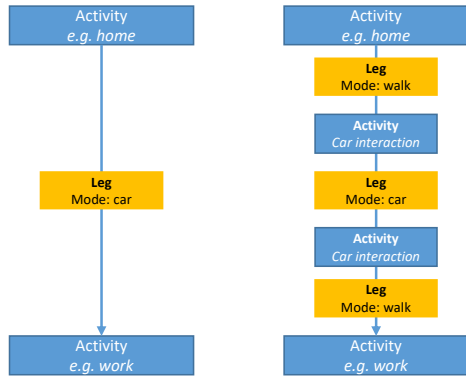 Activity
e.g. home
Leg
Mode: car
Activity
e.g. work
Activity
e.g. home
Leg
Mode: walk
Activity
Car interaction
Leg
Mode: car
Activity
Car interaction
Leg
Mode: walk
Activity
e.g. work